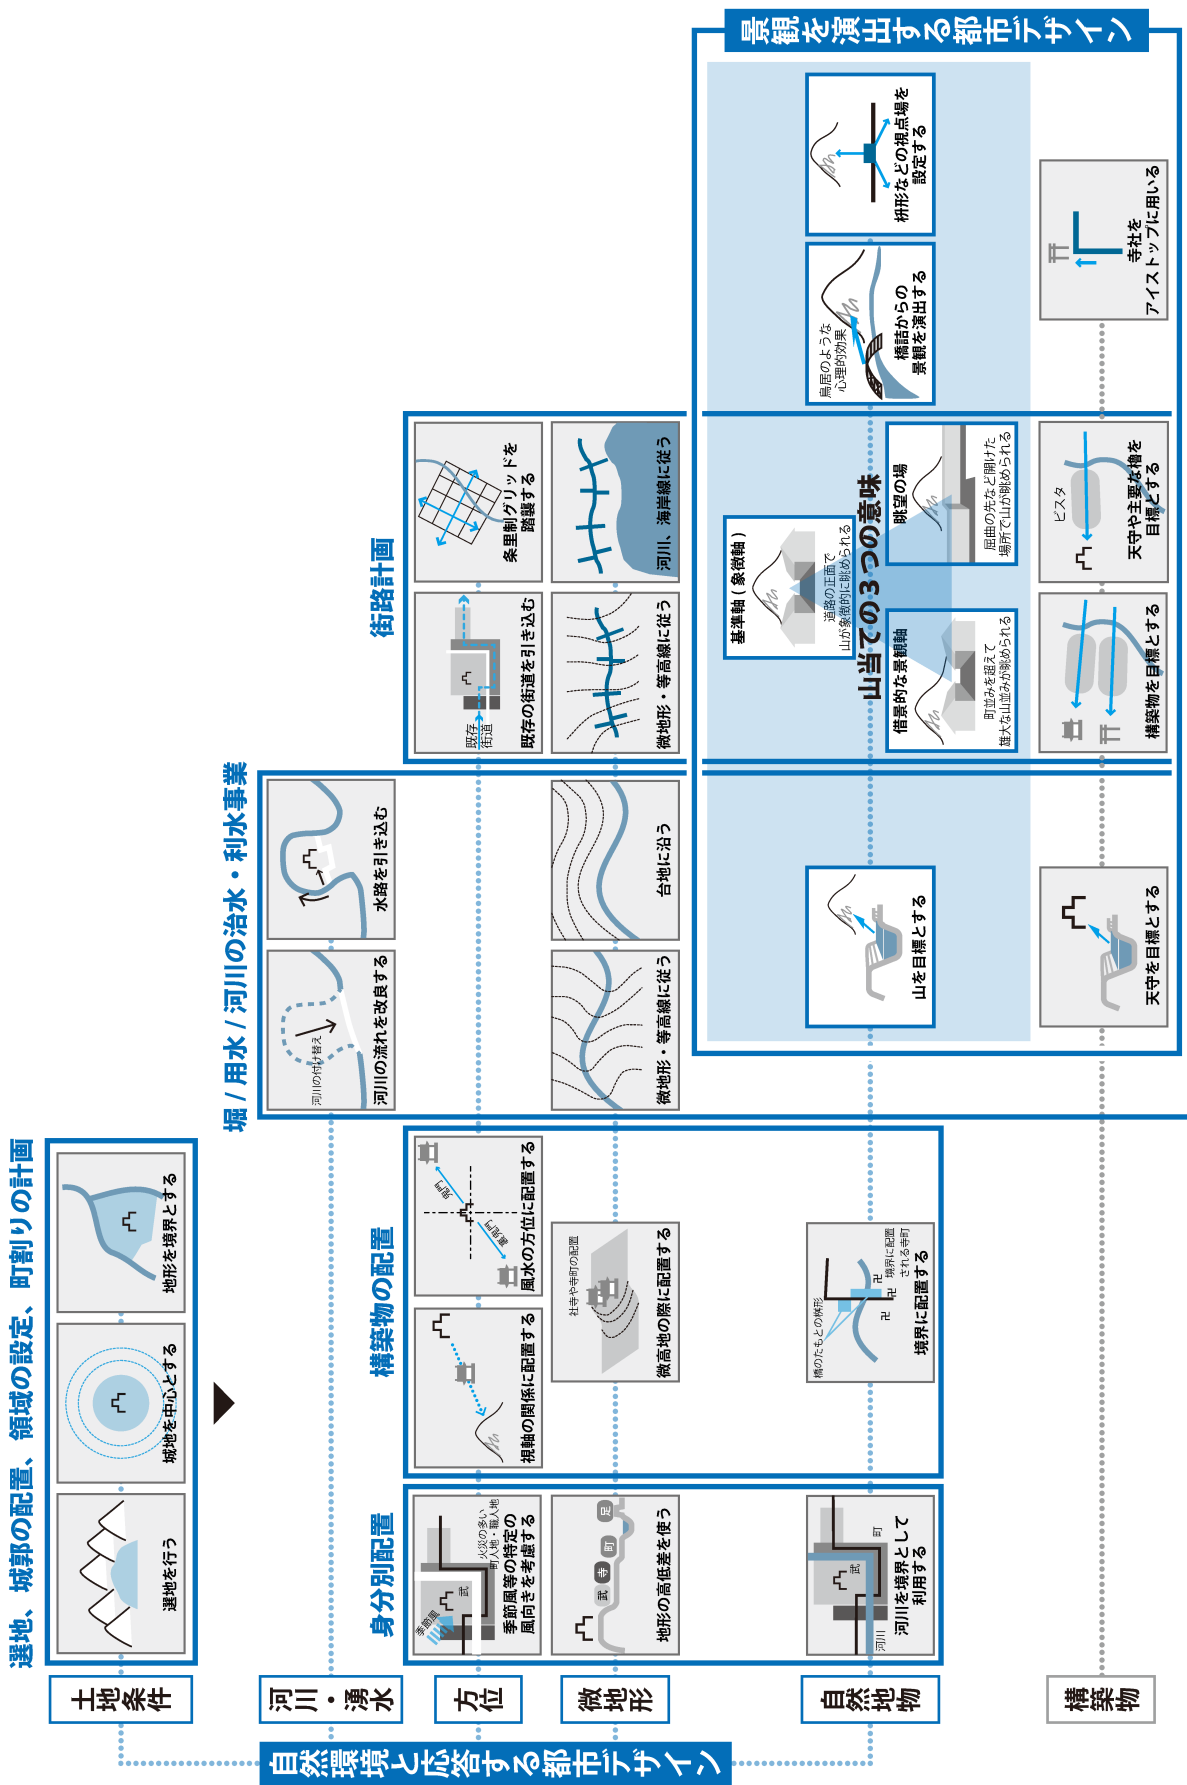 選地、城郭の配置、領域の設定、町割りの計画
土地条件
選地を行う
城地を中心とする
地形を境界とする
堀 / 用水 / 河川の治水・利水事業
河川・湧水
河川の付け替え
河川の流れを改良する
水路を引き込む
身分別配置
構築物の配置
街路計画
方位
季節風
武
火災の多い
町人地・職人地
季節風等の特定の
風向きを考慮する
視軸の関係に配置する
鬼門
裏鬼門
風水の方位に配置する
既存
街道
既存の街道を引き込む
条里制グリッドを
踏襲する
微地形
武
寺
町
足
地形の高低差を使う
社寺や寺町の配置
微高地の際に配置する
微地形・等高線に従う
台地に沿う
微地形・等高線に従う
河川、海岸線に従う
自然地物
河川
武
町
河川を境界として
利用する
橋のたもとの桝形
卍
卍
卍
境界に配置
される寺町
境界に配置する
山を目標とする
基準軸 ( 象徴軸 )
道路の正面で
山が象徴的に眺められる
山当ての 3 つの意味
借景的な景観軸
町並みを超えて
雄大な山並みが眺められる
眺望の場
屈曲の先など開けた
場所で山が眺められる
鳥居のような
心理的効果
橋詰からの
景観を演出する
枡形などの視点場を
設定する
構築物
天守を目標とする
構築物を目標とする
ビスタ
天守や主要な櫓を
目標とする
寺社を
アイストップに用いる
自然環境と応答する都市デザイン
景観を演出する都市デザイン